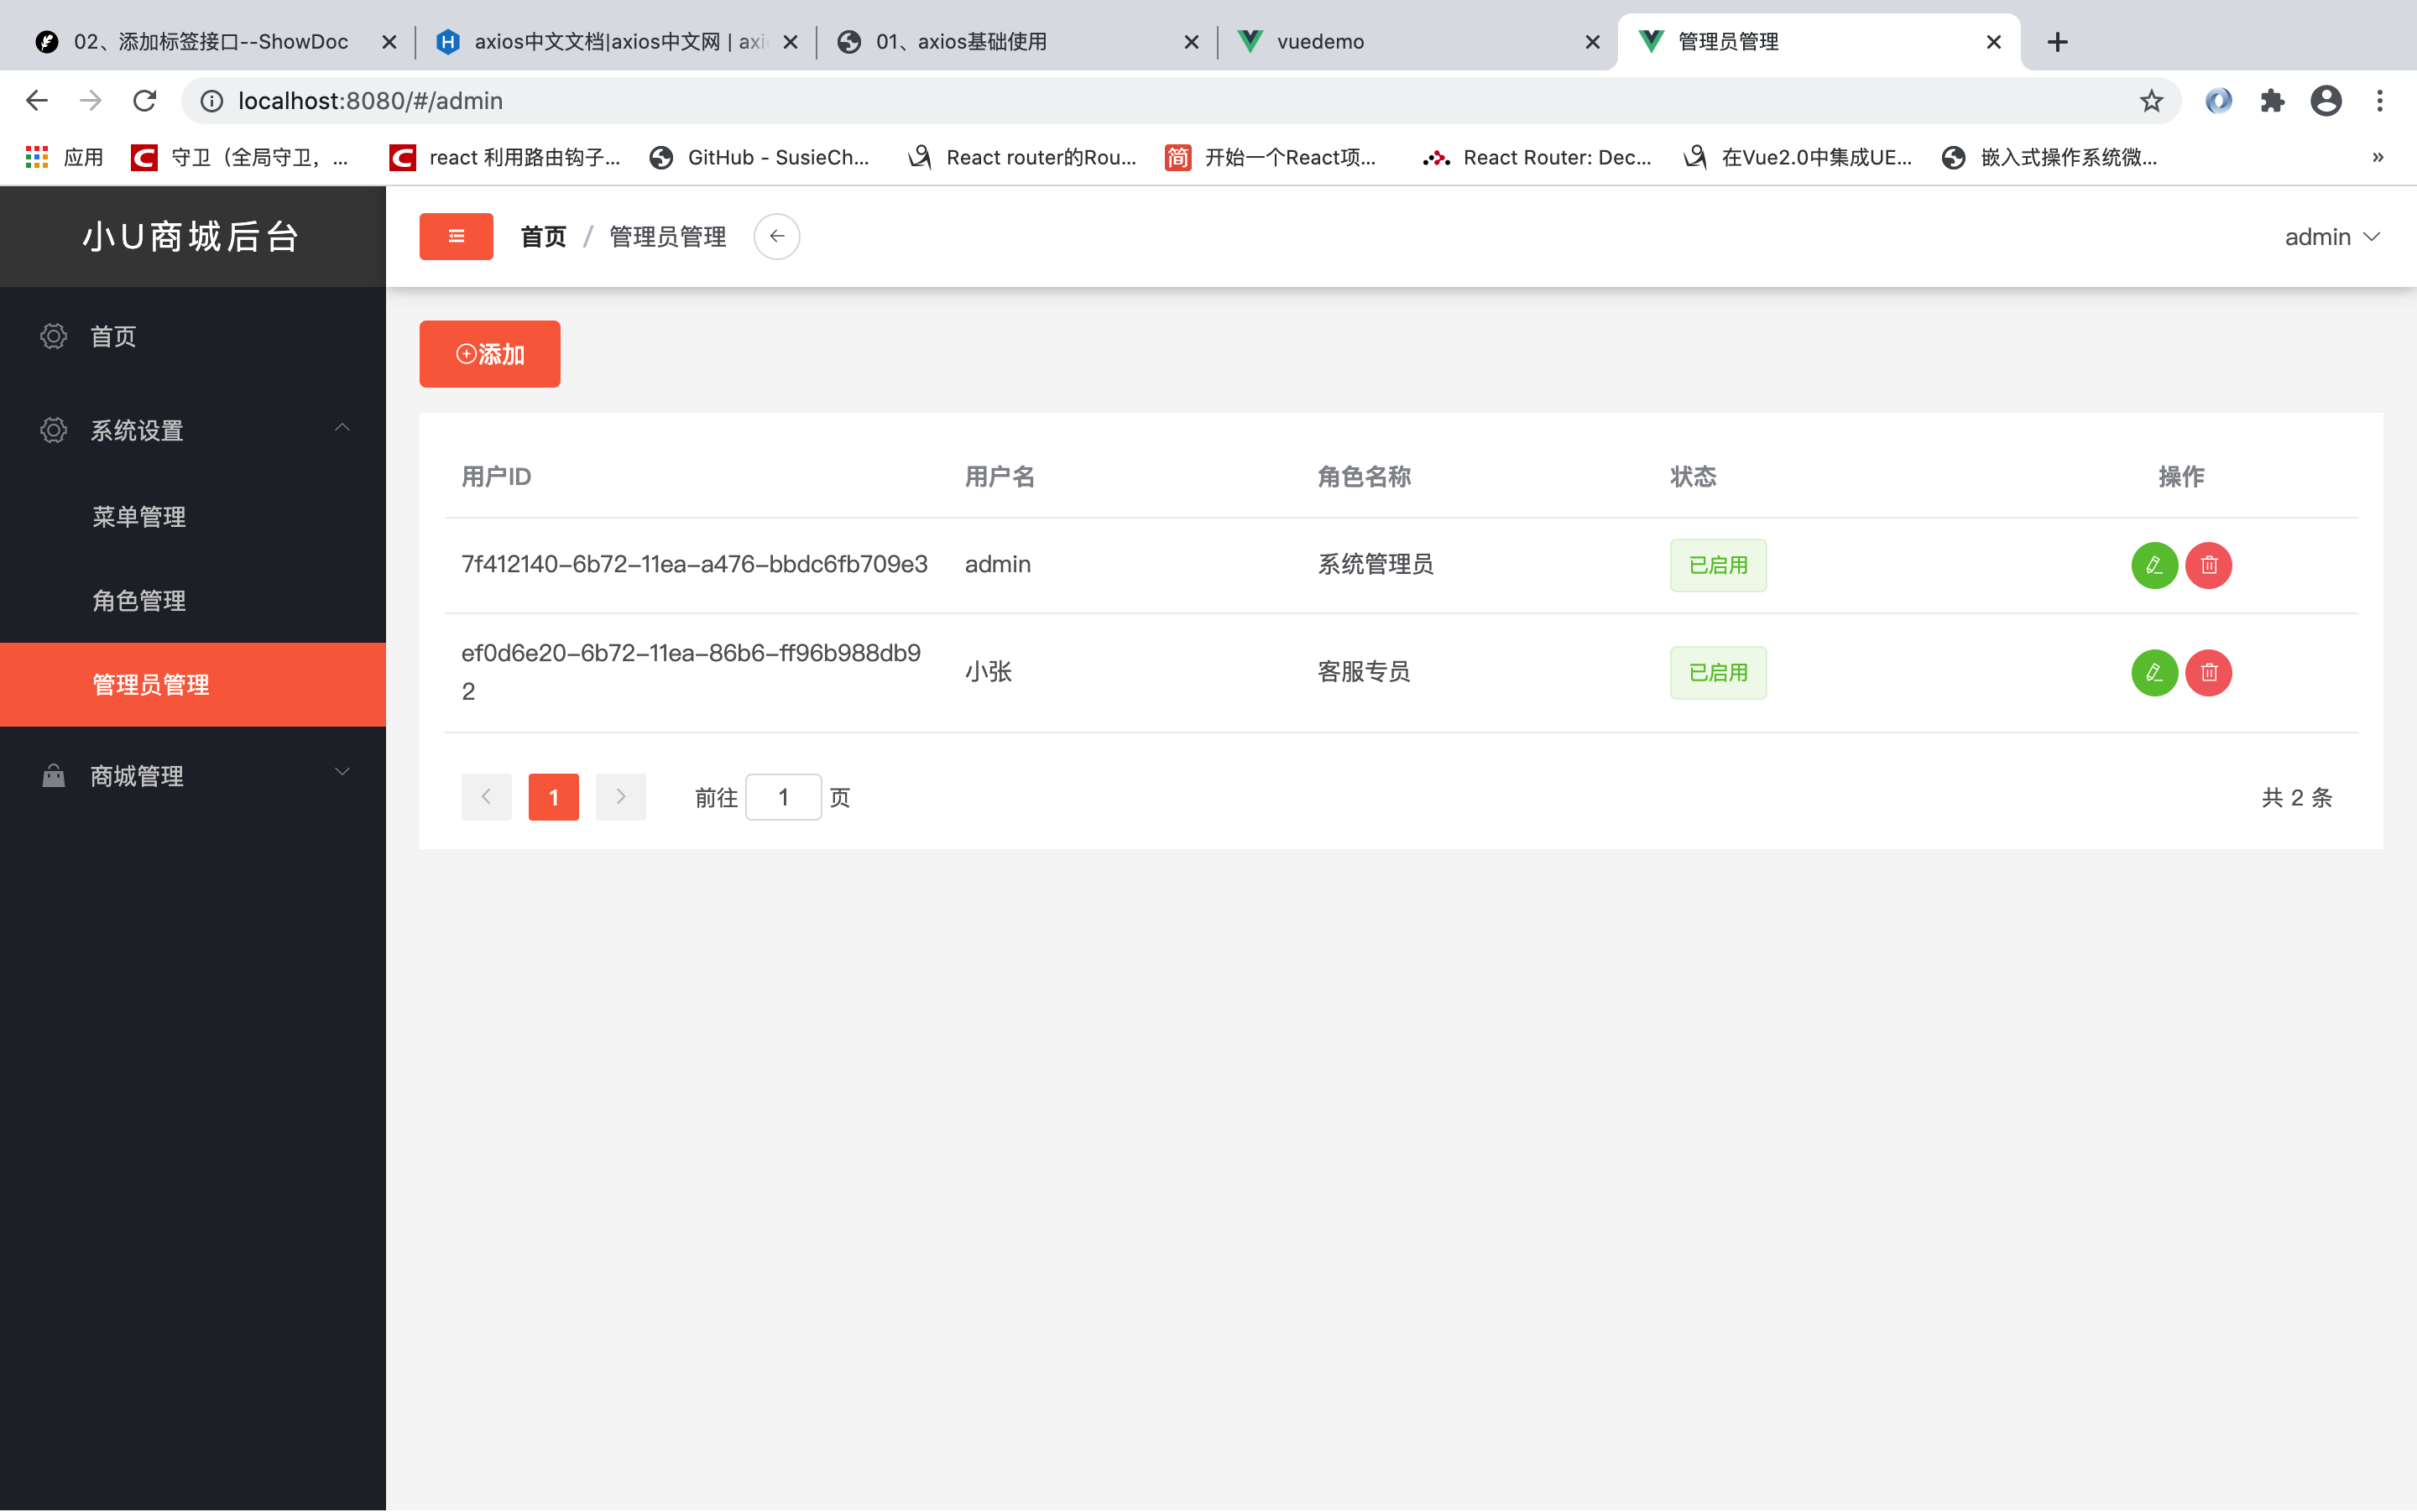 02、添加标签接口--ShowDoc
axios中文文档|axios中文网 | axi
01、axios基础使用
vuedemo
管理员管理
localhost:8080/#/admin
应用
守卫（全局守卫，...
react 利用路由钩子...
GitHub - SusieCh...
React router的Rou...
简
开始一个React项...
React Router: Dec...
在Vue2.0中集成UE...
嵌入式操作系统微...
»
小U商城后台
首页 / 管理员管理
admin
首页
系统设置
菜单管理
角色管理
管理员管理
商城管理
添加
用户ID 用户名 角色名称 状态 操作
7f412140-6b72-11ea-a476-bbdc6fb709e3 admin 系统管理员 已启用
ef0d6e20-6b72-11ea-86b6-ff96b988db9
2 小张 客服专员 已启用
1 前往 1 页 共 2 条